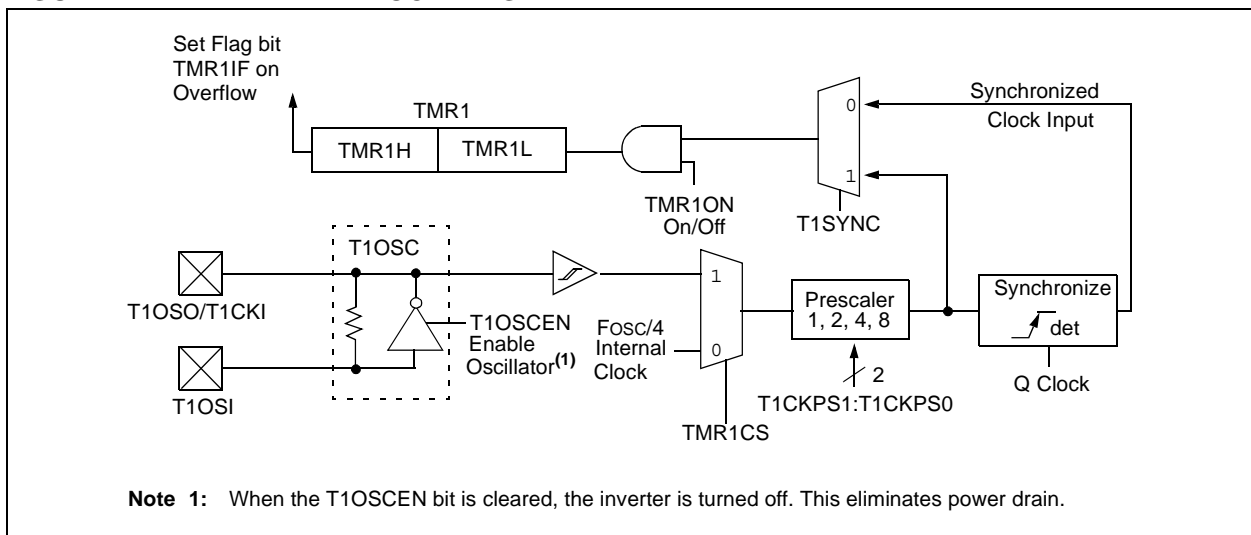 Set Flag bit
TMR1IF on
Overflow
TMR1
TMR1H
TMR1L
TMR1ON
On/Off
0
1
T1SYNC
Synchronized
Clock Input
T1OSC
T1OSO/T1CKI
T1OSI
T1OSCEN
Enable
Oscillator(1)
FOSC/4
Internal
Clock
1
0
TMR1CS
Prescaler
1, 2, 4, 8
2
T1CKPS1:T1CKPS0
Synchronize
det
Q Clock
Note 1: When the T1OSCEN bit is cleared, the inverter is turned off. This eliminates power drain.